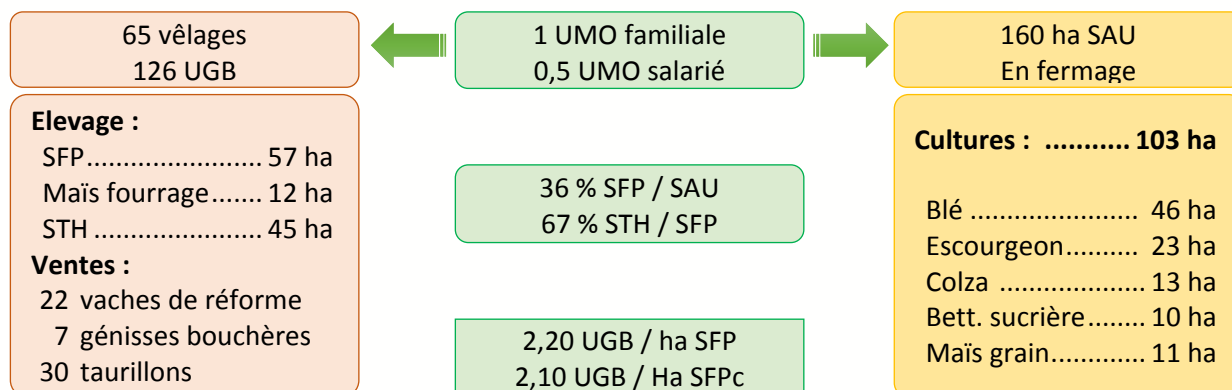 65 vêlages
126 UGB
1 UMO familiale
0,5 UMO salarié
160 ha SAU
En fermage
Elevage :
SFP....................... 57 ha
Maïs fourrage....... 12 ha
STH ...................... 45 ha
Ventes :
22 vaches de réforme
7 génisses bouchères
30 taurillons
36 % SFP / SAU
67 % STH / SFP
2,20 UGB / ha SFP
2,10 UGB / Ha SFPc
Cultures : ........... 103 ha
Blé ...................... 46 ha
Escourgeon.......... 23 ha
Colza .................. 13 ha
Bett. sucrière....... 10 ha
Maïs grain............ 11 ha